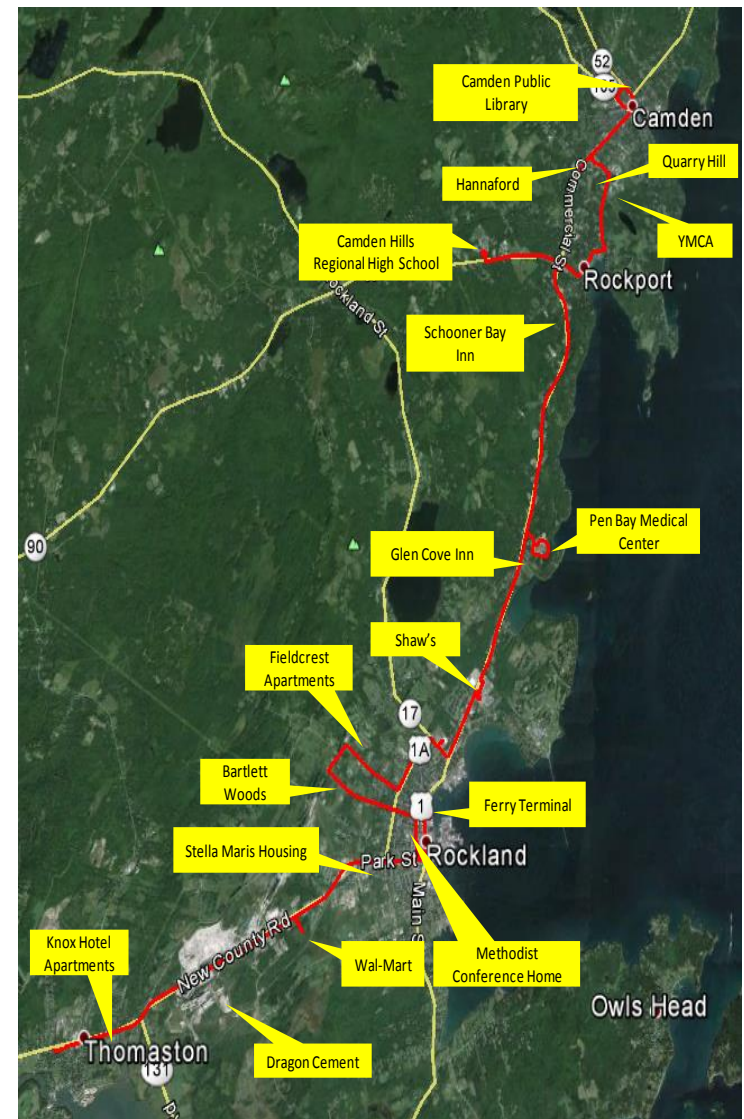 52
105
Camden Public
Library
Camden
Commercial St
Hannaford
Quarry Hill
YMCA
Camden Hills
Regional High School
Rockport
Rockland St
Schooner Bay
Inn
90
Pen Bay Medical
Center
Glen Cove Inn
Shaw's
Fieldcrest
Apartments
17
1A
Bartlett
Woods
1
Ferry Terminal
Stella Maris Housing
Park St
Rockland
Main S
New County Rd
Knox Hotel
Apartments
Wal-Mart
Methodist
Conference Home
Owls Head
Thomaston
131
Dragon Cement